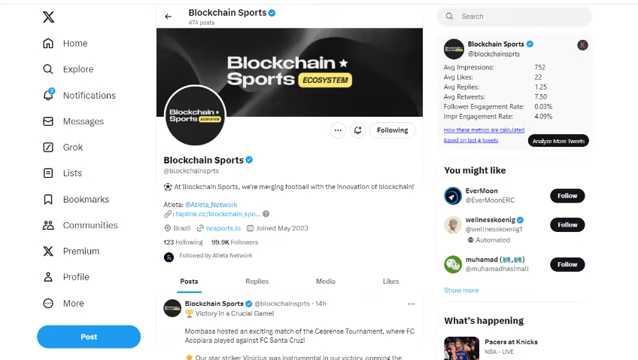 Blockchain Sports
474 posts
Search
Home
Explore
Notifications
Messages
Grok
Lists
Bookmarks
Communities
Premium
Profile
More
Post
Blockchain
Sports ECOSYSTEM
Blockchain
Sports ECOSYSTEM
Following
Blockchain Sports
@blockchainsprts
At Blockchain Sports, we're merging football with the Innovation of blockchain!
Atleta: @Atleta_Network
: taplink.cc/blockchain_spo...
Brazil bcsports.io Joined May 2023
123 Following 99.9K Followers
Followed by Atleta Network
Posts Replies Media Likes
Blockchain Sports @blockchainsprts · 14h
Victory in a Crucial Game!
Mombasa hosted an exciting match of the Cearense Tournament, where FC
Acopiara played against FC Santa Cruz!
Our star striker Vinicius was instrumental in our victory, opening the
Blockchain Sports
@blockchainsprts
Avg Impressions: 752
Avg Likes: 22
Avg Replies: 1.25
Avg Retweets: 7.50
Follower Engagement Rate: 0.03%
Impr Engagement Rate: 4.09%
How these metrics are calculated
Based on last 4 tweets
Analyze More Tweets
You might like
EverMoon
@EverMoonERC
Follow
wellnesskoenig
@wellnesskoenig1
Automated
Follow
muhamad
@muhamadhasImall
Follow
Show more
What's happening
Pacers at Knicks
NBA · LIVE